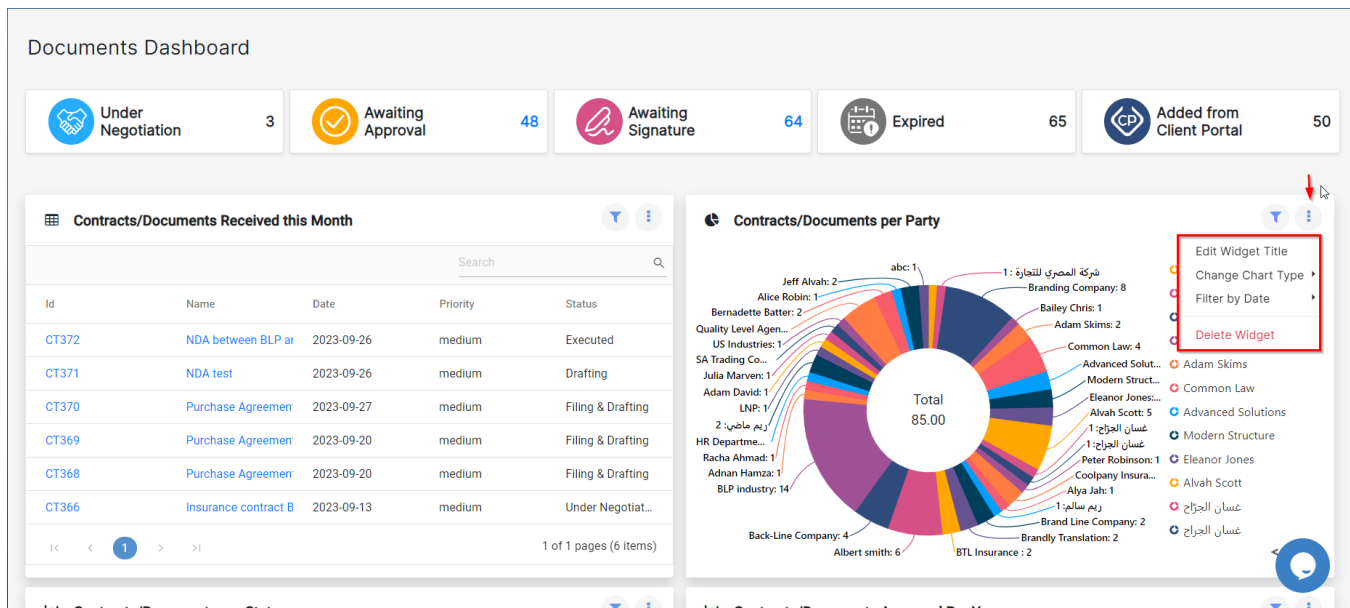 Documents Dashboard
Under
Negotiation
3
Awaiting
Approval
48
Awaiting
Signature
64
Expired
65
CP
Added from
Client Portal
50
Contracts/Documents Received this Month
Search
Id Name Date Priority Status
CT372 NDA between BLP ar 2023-09-26 medium Executed
CT371 NDA test 2023-09-26 medium Drafting
CT370 Purchase Agreemen 2023-09-27 medium Filing & Drafting
CT369 Purchase Agreemen 2023-09-20 medium Filing & Drafting
CT368 Purchase Agreemen 2023-09-20 medium Filing & Drafting
CT366 Insurance contract B 2023-09-13 medium Under Negotiat...
1
1 of 1 pages (6 items)
Contracts/Documents per Party
Edit Widget Title
Change Chart Type
Filter by Date
Delete Widget
abc: 1
Jeff Alvah: 2
Alice Robin: 1
Bernadette Batter: 2
Quality Level Agen...
US Industries: 1
SA Trading Co...
Julia Marven: 1
Adam David: 1
LNP: 1
ريم ماضي: 2
HR Departme...
Racha Ahmad: 1
Adnan Hamza: 1
BLP industry: 14
Back-Line Company: 4
Albert smith: 6
Total
85.00
شركة المصري للتجارة : 1
Branding Company: 8
Bailey Chris: 1
Adam Skims: 2
Common Law: 4
Advanced Solut...
Modern Struct...
Eleanor Jones:...
Alvah Scott: 5
غسان الجرّاح: 1
غسان الجراح: 1
Peter Robinson: 1
Coolpany Insura...
Alya Jah: 1
ريم سالم: 1
Brand Line Company: 2
Brandly Translation: 2
BTL Insurance : 2
Adam Skims
Common Law
Advanced Solutions
Modern Structure
Eleanor Jones
Alvah Scott
غسان الجرّاح
غسان الجراح